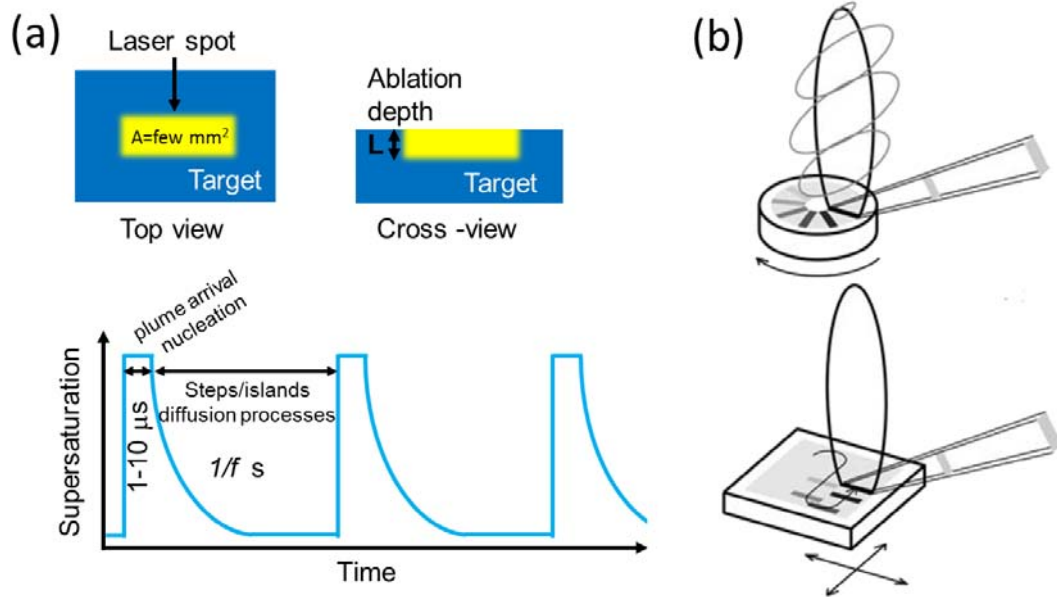 (a)
Laser spot
A=few mm²
Target
Top view
Ablation
depth
L
Target
Cross -view
(b)
plume arrival
nucleation
Steps/islands
diffusion processes
1-10 µs
1/f s
Supersaturation
Time